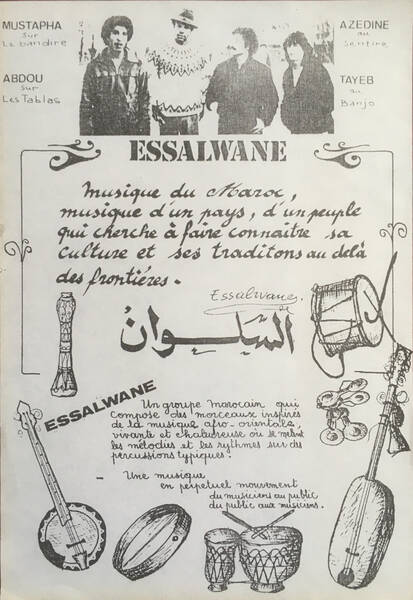 MUSTAPHA
sur
La bandire
ABDOU
sur
Les Tablas
AZEDINE
au
Sentire
TAYEB
au
Banjo
ESSALWANE
Musique du Maroc,
musique d'un pays, d'un peuple
qui cherche à faire connaitre sa
culture et ses traditons au delà
des frontiéres.
Essalwane.
السلوان
ESSALWANE
Un groupe marocain qui
compose des morceaux inspirés
de la musique afro-orientale,
vivante et chaleureuse où se mêlent
les mélodies et les rythmes sur des
percussions typiques.
- Une musique
en perpetuel mouvement
du musiciens au public
du public aux musiciens.